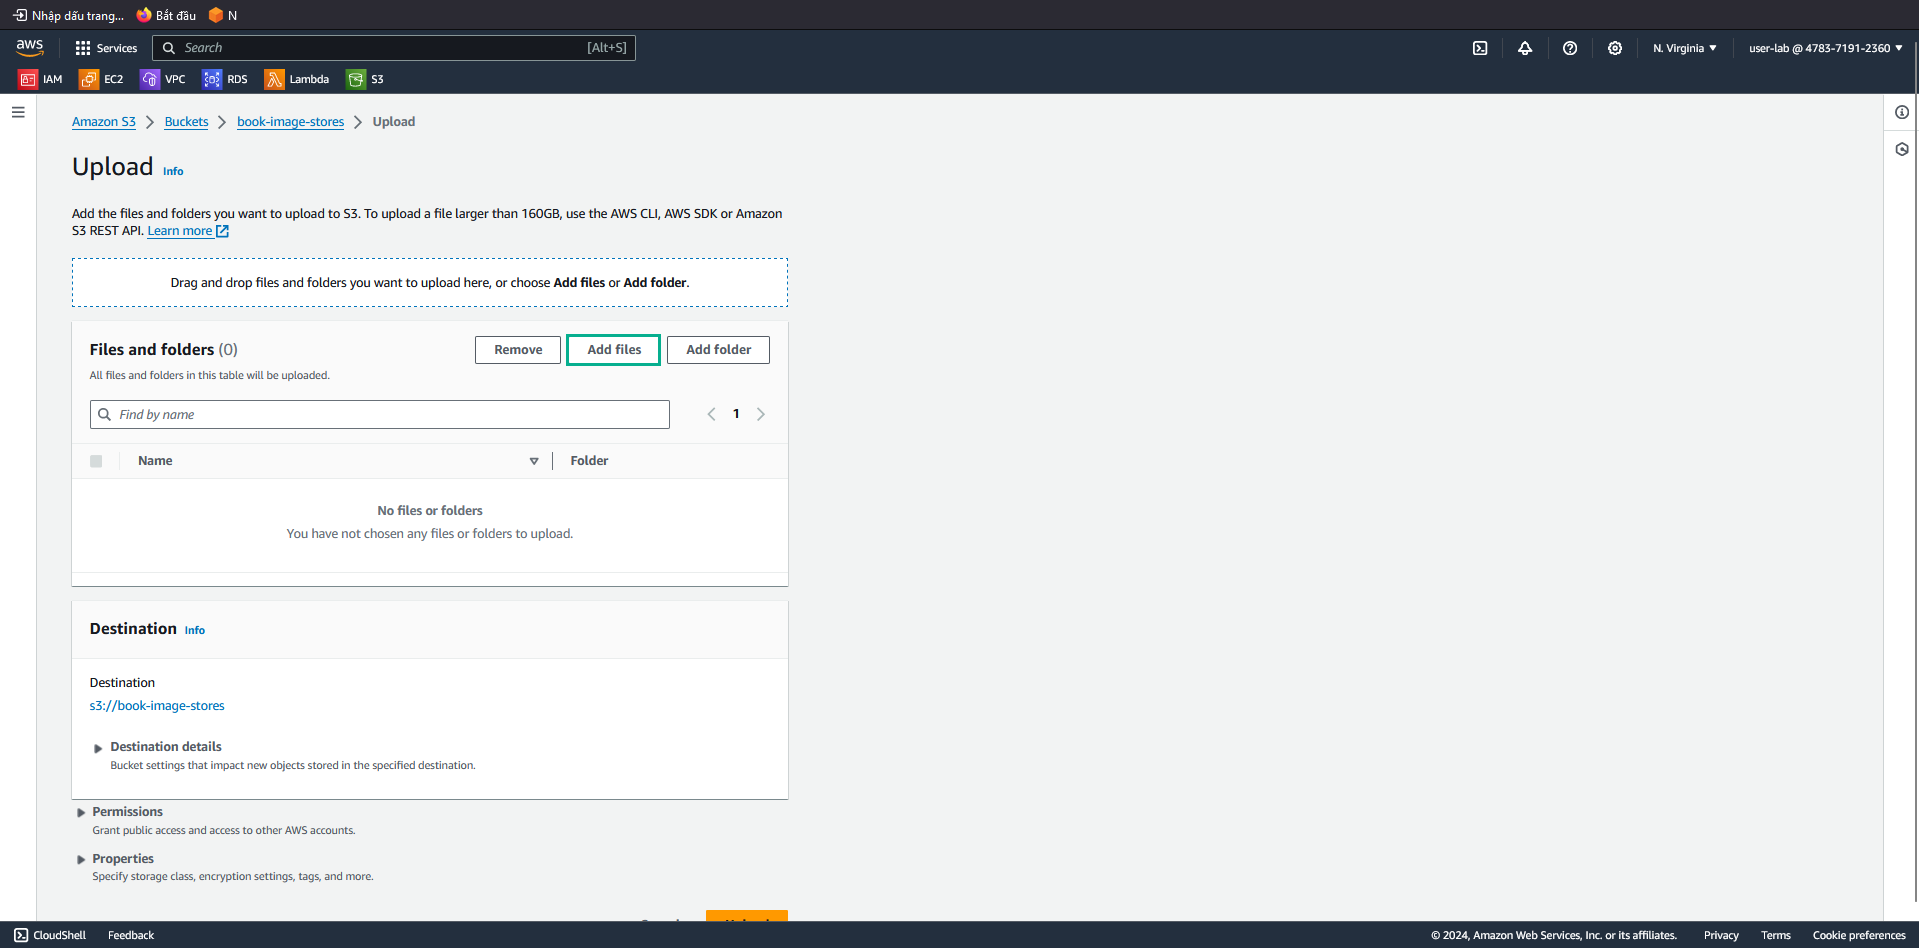 Nhập dấu trang... Bắt đầu N
aws Services Search [Alt+S] N. Virginia user-lab @ 4783-7191-2360
IAM EC2 VPC RDS Lambda S3
Amazon S3 Buckets book-image-stores Upload
Upload Info
Add the files and folders you want to upload to S3. To upload a file larger than 160GB, use the AWS CLI, AWS SDK or Amazon
S3 REST API. Learn more
Drag and drop files and folders you want to upload here, or choose Add files or Add folder.
Files and folders (0) Remove Add files Add folder
All files and folders in this table will be uploaded.
Find by name 1
Name Folder
No files or folders
You have not chosen any files or folders to upload.
Destination Info
Destination
s3://book-image-stores
Destination details
Bucket settings that impact new objects stored in the specified destination.
Permissions
Grant public access and access to other AWS accounts.
Properties
Specify storage class, encryption settings, tags, and more.
CloudShell Feedback © 2024, Amazon Web Services, Inc. or its affiliates. Privacy Terms Cookie preferences